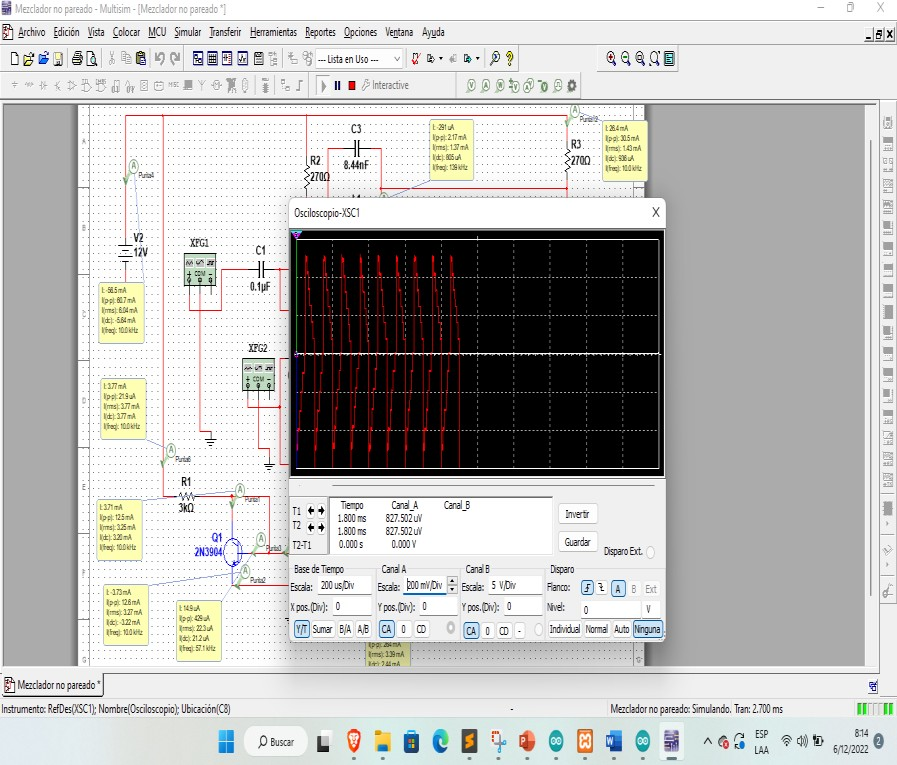 Mezclador no pareado - Multisim - [Mezclador no pareado *]
Archivo Edición Vista Colocar MCU Simular Transferir Herramientas Reportes Opciones Ventana Ayuda
--- Lista en Uso ---
Interactive
V2
12V
XFG1
COM
C1
0.1µF
XFG2
COM
R2
270Ω
C3
8.44nF
R3
270Ω
R1
3kΩ
Q1
2N3904
Punta4
Punta12
Punta6
Punta1
Punta3
Punta2
I: -291 uA
I(p-p): 2.17 mA
I(rms): 1.37 mA
I(dc): 805 uA
I(freq): 139 kHz
I: 26.4 mA
I(p-p): 30.5 mA
I(rms): 1.43 mA
I(dc): 936 uA
I(freq): 10.0 kHz
I: -56.5 mA
I(p-p): 60.7 mA
I(rms): 6.04 mA
I(dc): -5.84 mA
I(freq): 10.0 kHz
I: 3.77 mA
I(p-p): 21.9 uA
I(rms): 3.77 mA
I(dc): 3.77 mA
I(freq): 10.0 kHz
I: 3.71 mA
I(p-p): 12.5 mA
I(rms): 3.25 mA
I(dc): 3.20 mA
I(freq): 10.0 kHz
I: -3.73 mA
I(p-p): 12.6 mA
I(rms): 3.27 mA
I(dc): -3.22 mA
I(freq): 10.0 kHz
I: 14.9 uA
I(p-p): 429 uA
I(rms): 22.3 uA
I(dc): 21.2 uA
I(freq): 57.1 kHz
Osciloscopio-XSC1
X
Tiempo Canal_A Canal_B
T1 1.800 ms 827.502 uV
T2 1.800 ms 827.502 uV
T2-T1 0.000 s 0.000 V
Invertir
Guardar
Disparo Ext.
Base de Tiempo Canal A Canal B Disparo
Escala: 200 us/Div Escala: 200 mV/Div Escala: 5 V/Div Flanco: A B Ext
X pos.(Div): 0 Y pos.(Div): 0 Y pos.(Div): 0 Nivel: 0 V
Y/T Sumar B/A A/B CA 0 CD CA 0 CD - Individual Normal Auto Ninguna
I(rms): 3.39 mA
Mezclador no pareado *
Instrumento: RefDes(XSC1); Nombre(Osciloscopio); Ubicación(C8) - Mezclador no pareado: Simulando. Tran: 2.700 ms
Buscar
ESP
LAA
8:14
6/12/2022
2